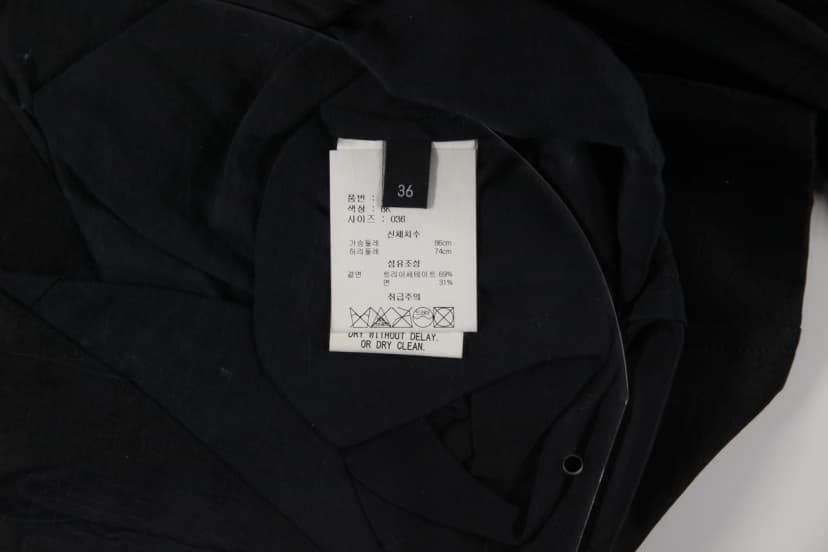 36
품번 :
색상 : BK
사이즈 : 036
신체치수
가슴둘레 86cm
허리둘레 74cm
섬유조성
겉면 트리아세테이트 69%
면 31%
취급주의
DRY WITHOUT DELAY.
OR DRY CLEAN.